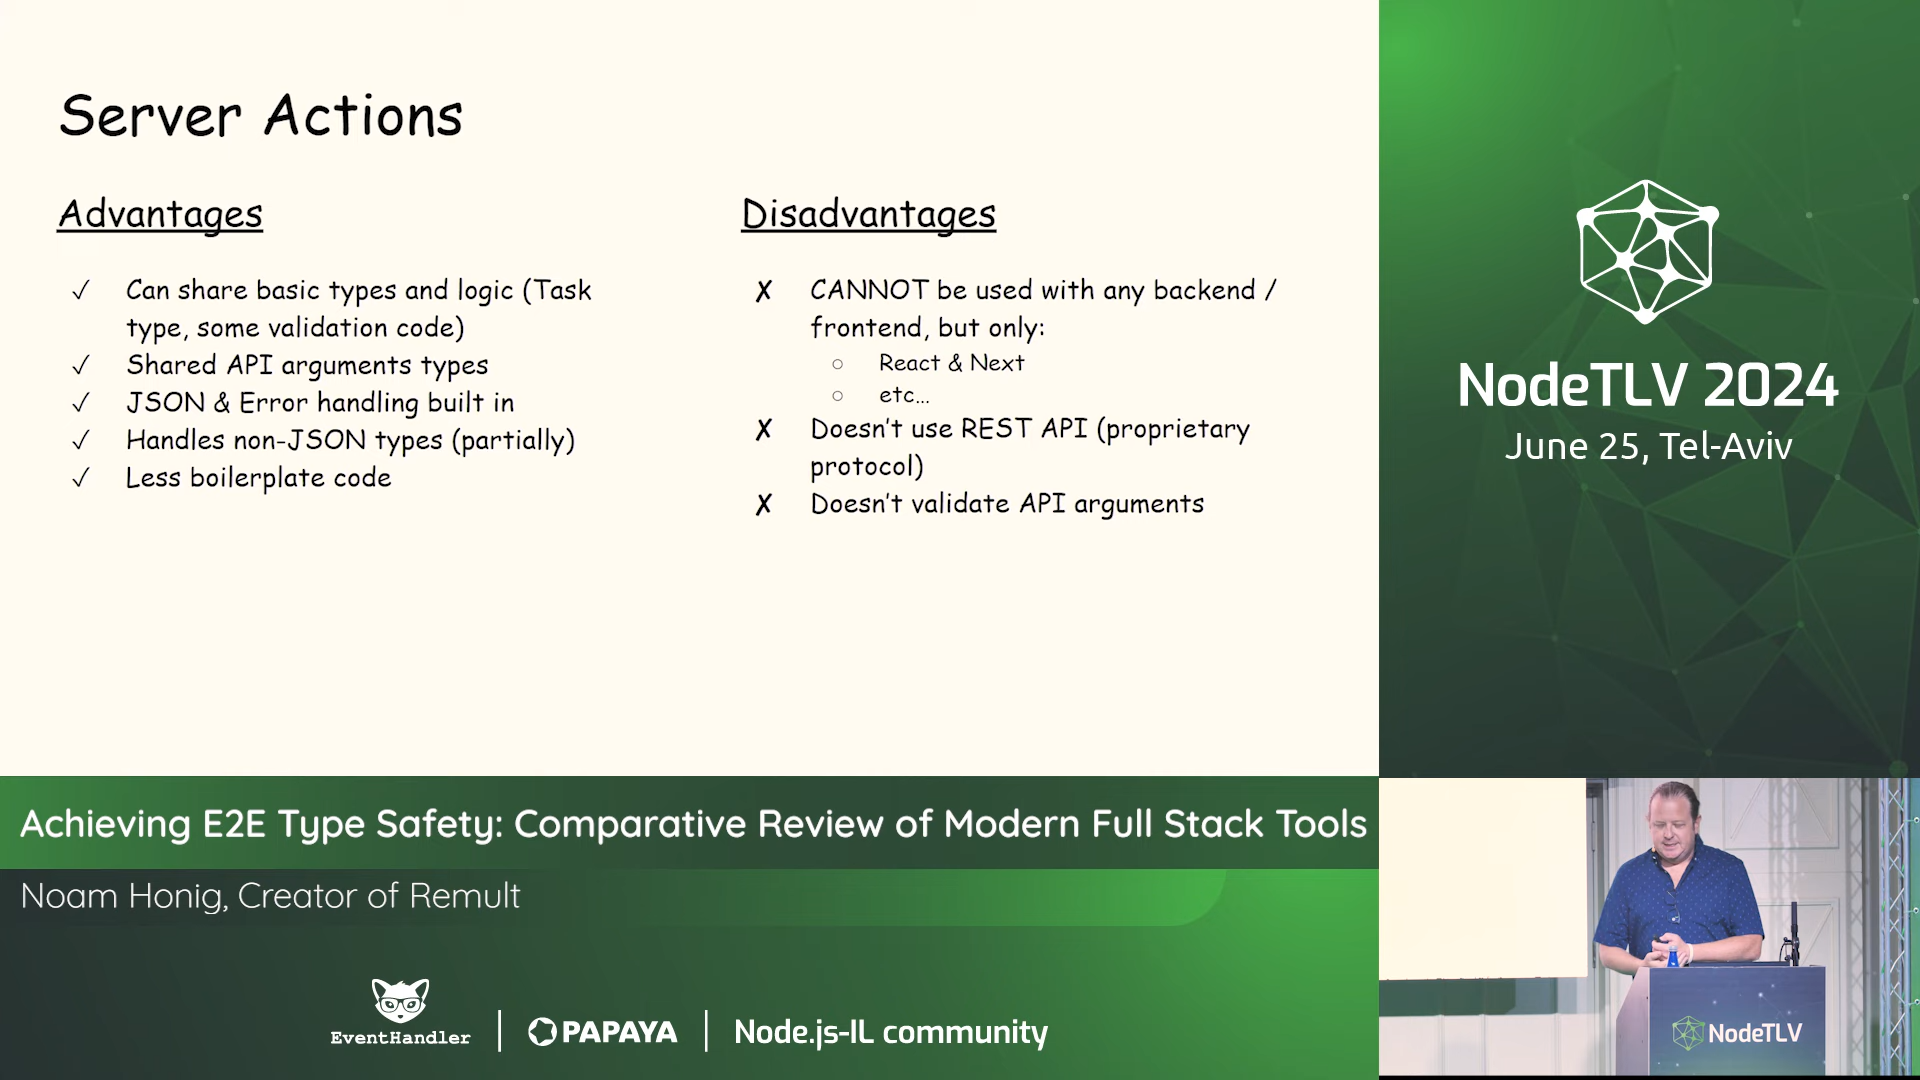 Server Actions
Advantages
✓ Can share basic types and logic (Task
type, some validation code)
✓ Shared API arguments types
✓ JSON & Error handling built in
✓ Handles non-JSON types (partially)
✓ Less boilerplate code
Disadvantages
✗ CANNOT be used with any backend /
frontend, but only:
○ React & Next
○ etc...
✗ Doesn't use REST API (proprietary
protocol)
✗ Doesn't validate API arguments
NodeTLV 2024
June 25, Tel-Aviv
Achieving E2E Type Safety: Comparative Review of Modern Full Stack Tools
Noam Honig, Creator of Remult
EventHandler
PAPAYA
Node.js-IL community
NodeTLV